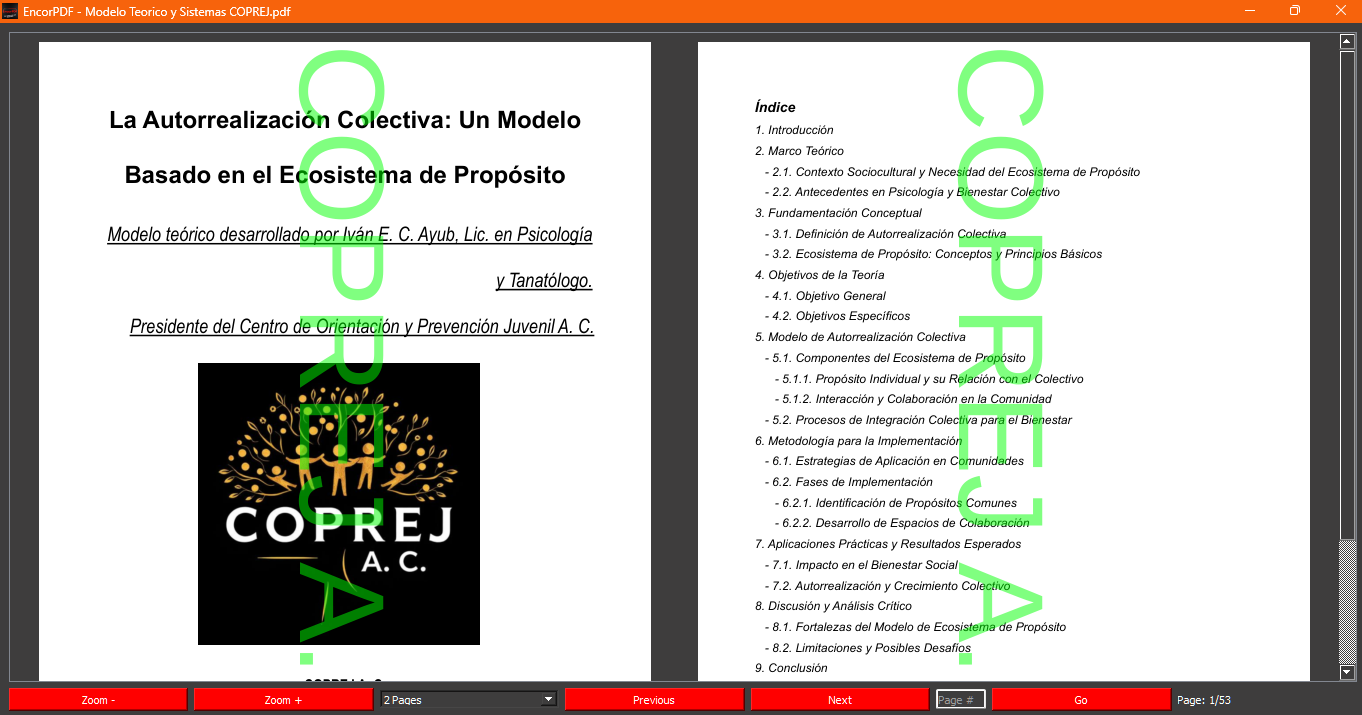 EncorPDF - Modelo Teorico y Sistemas COPREJ.pdf
La Autorrealización Colectiva: Un Modelo
Basado en el Ecosistema de Propósito
Modelo teórico desarrollado por Iván E. C. Ayub, Lic. en Psicología
y Tanatólogo.
Presidente del Centro de Orientación y Prevención Juvenil A. C.
COPREJ
A. C.
COPREJ A.
Índice
1. Introducción
2. Marco Teórico
- 2.1. Contexto Sociocultural y Necesidad del Ecosistema de Propósito
- 2.2. Antecedentes en Psicología y Bienestar Colectivo
3. Fundamentación Conceptual
- 3.1. Definición de Autorrealización Colectiva
- 3.2. Ecosistema de Propósito: Conceptos y Principios Básicos
4. Objetivos de la Teoría
- 4.1. Objetivo General
- 4.2. Objetivos Específicos
5. Modelo de Autorrealización Colectiva
- 5.1. Componentes del Ecosistema de Propósito
- 5.1.1. Propósito Individual y su Relación con el Colectivo
- 5.1.2. Interacción y Colaboración en la Comunidad
- 5.2. Procesos de Integración Colectiva para el Bienestar
6. Metodología para la Implementación
- 6.1. Estrategias de Aplicación en Comunidades
- 6.2. Fases de Implementación
- 6.2.1. Identificación de Propósitos Comunes
- 6.2.2. Desarrollo de Espacios de Colaboración
7. Aplicaciones Prácticas y Resultados Esperados
- 7.1. Impacto en el Bienestar Social
- 7.2. Autorrealización y Crecimiento Colectivo
8. Discusión y Análisis Crítico
- 8.1. Fortalezas del Modelo de Ecosistema de Propósito
- 8.2. Limitaciones y Posibles Desafíos
9. Conclusión
COPREJ A.
Zoom -
Zoom +
2 Pages
Previous
Next
Page #
Go
Page: 1/53